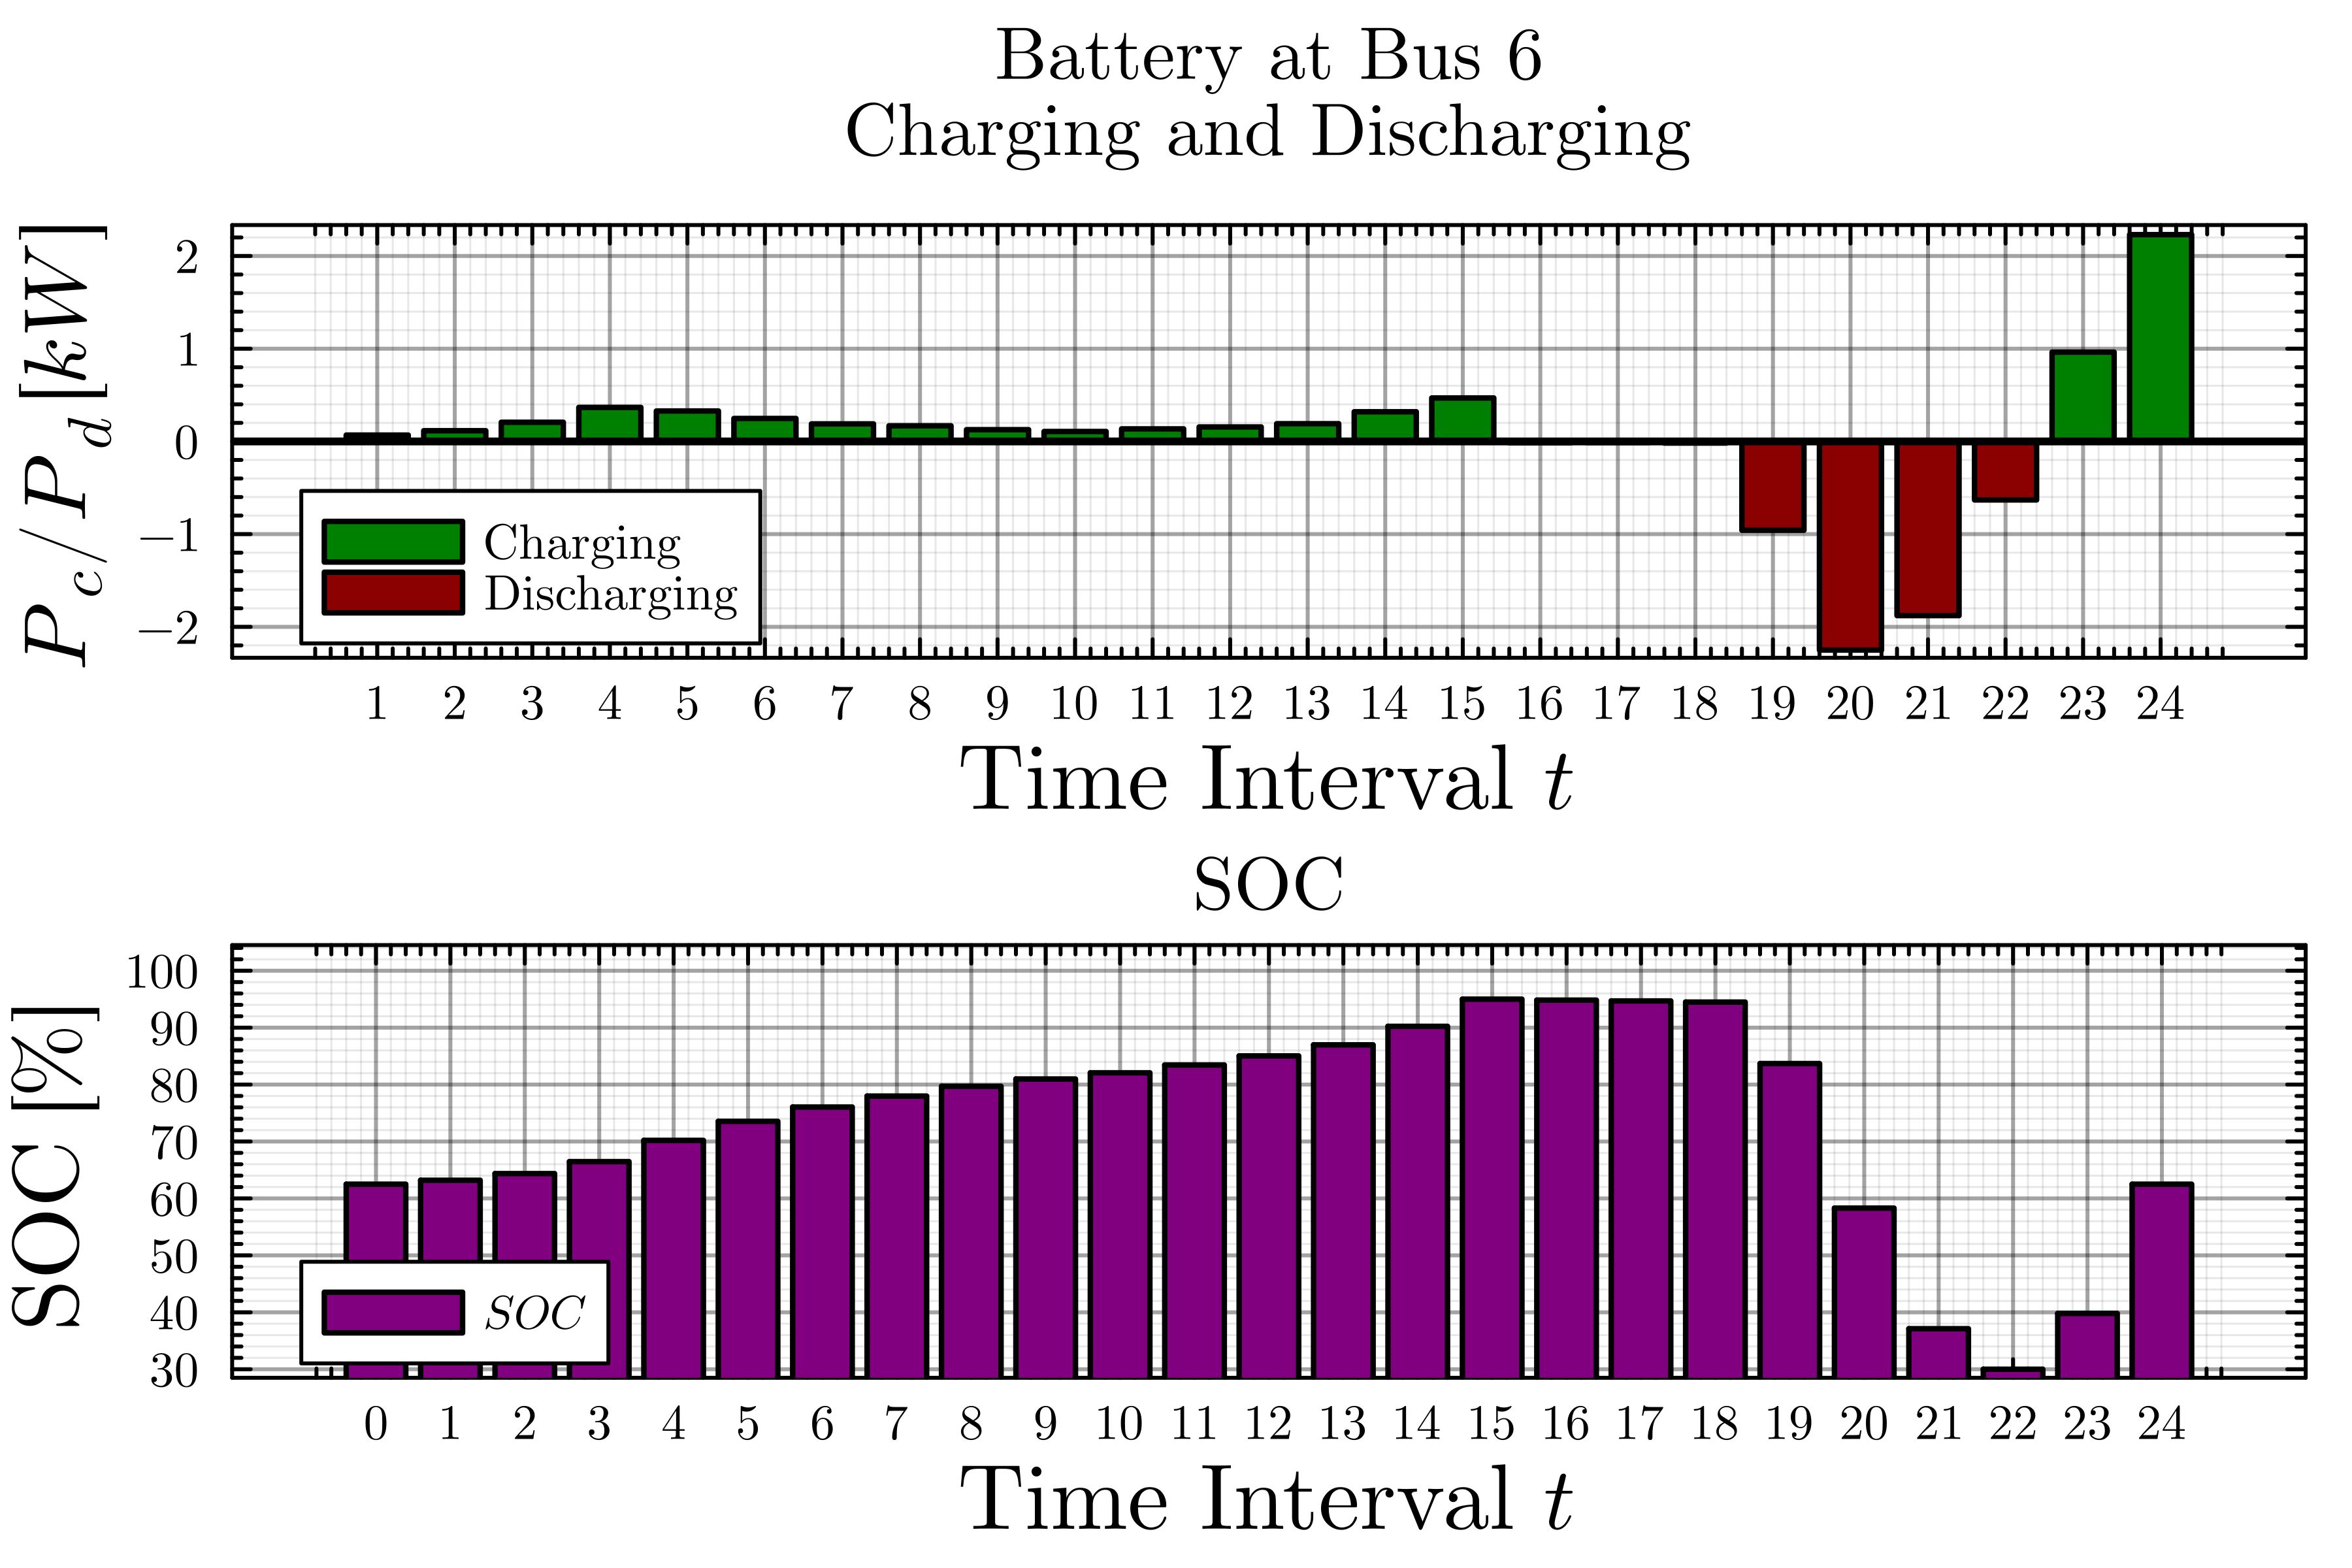 Battery at Bus 6
Charging and Discharging
P_c/P_d [kW]
2
1
0
−1
−2
Charging
Discharging
1 2 3 4 5 6 7 8 9 10 11 12 13 14 15 16 17 18 19 20 21 22 23 24
Time Interval t
SOC
SOC [%]
100
90
80
70
60
50
40
30
SOC
0 1 2 3 4 5 6 7 8 9 10 11 12 13 14 15 16 17 18 19 20 21 22 23 24
Time Interval t